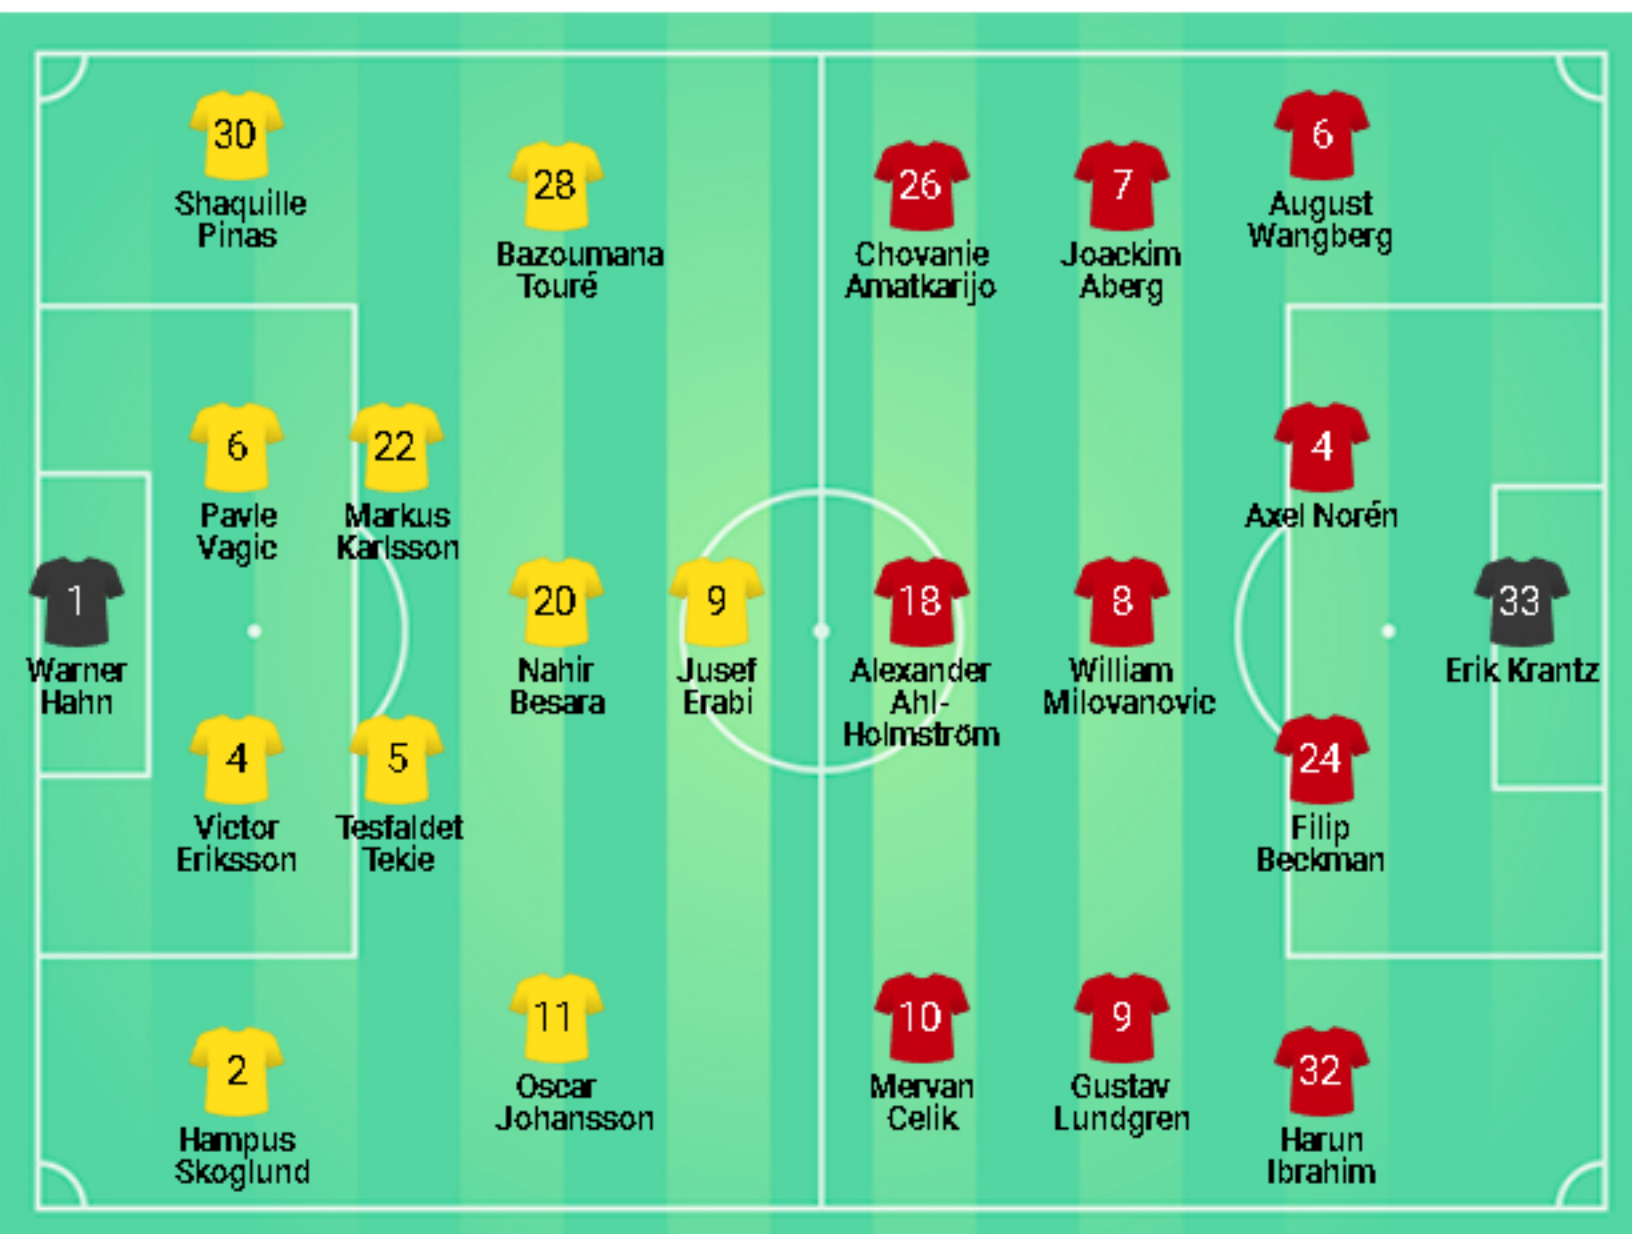 30
Shaquille
Pinas
28
Bazoumana
Touré
26
Chovanie
Amatkarijo
7
Joackim
Aberg
6
August
Wangberg
6
Pavle
Vagic
22
Markus
Karlsson
4
Axel Norén
1
Warner
Hahn
20
Nahir
Besara
9
Jusef
Erabi
18
Alexander
Ahl-
Holmström
8
William
Milovanovic
33
Erik Krantz
4
Victor
Eriksson
5
Tesfaldet
Tekie
24
Filip
Beckman
2
Hampus
Skoglund
11
Oscar
Johansson
10
Mervan
Celik
9
Gustav
Lundgren
32
Harun
Ibrahim